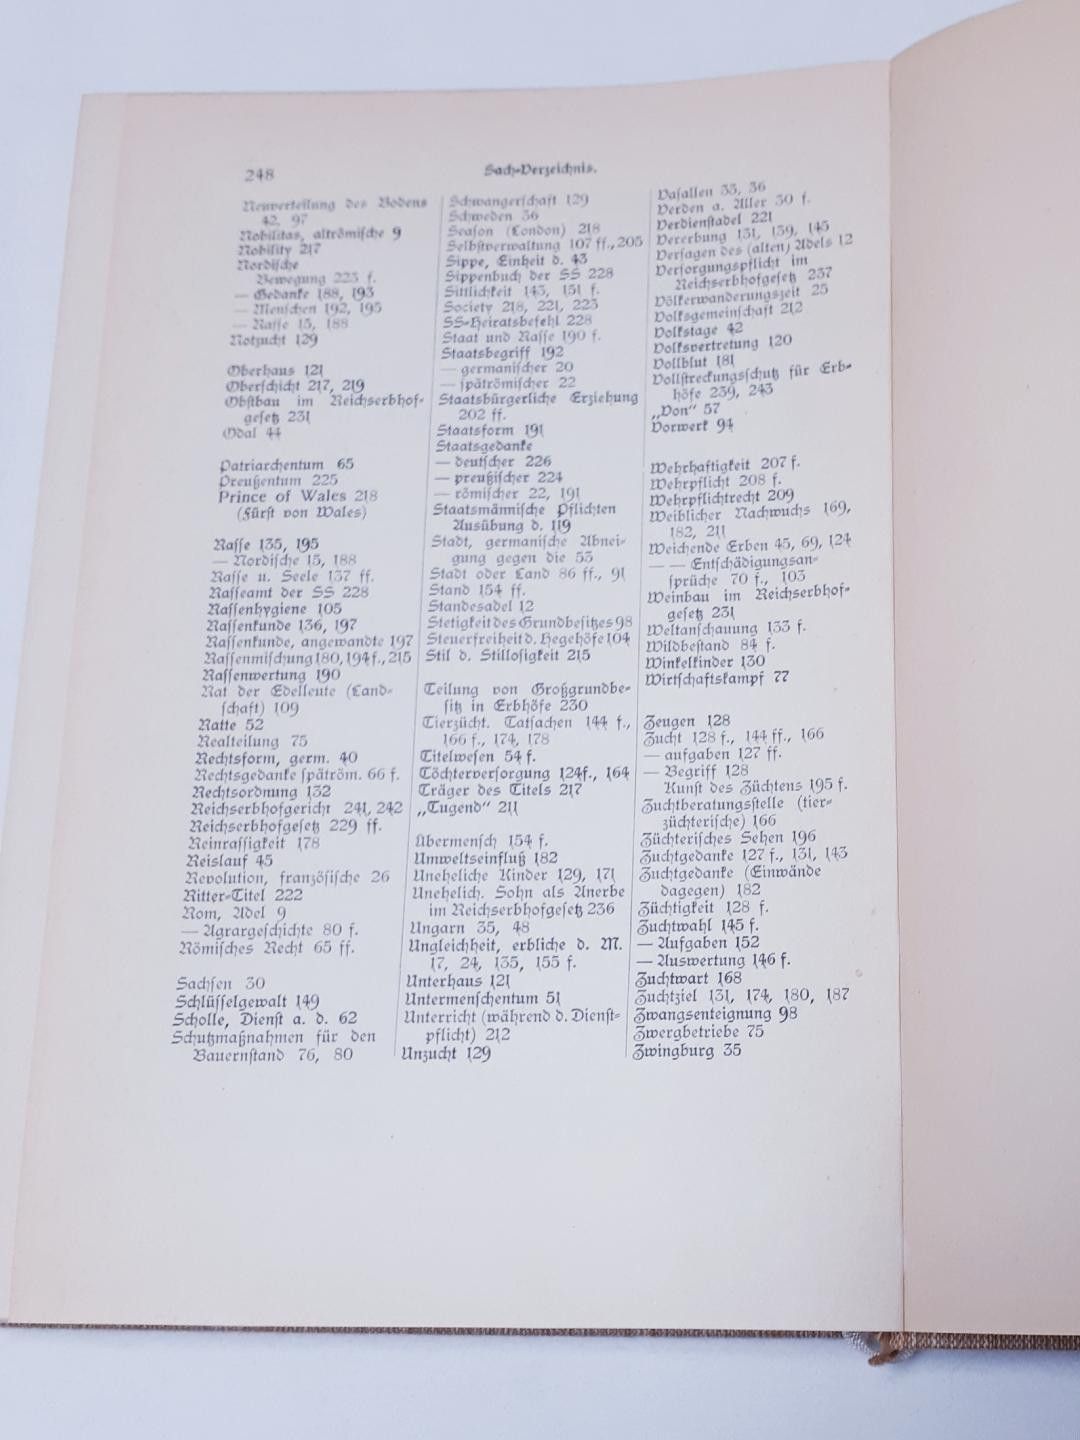 248
Sach-Verzeichnis.
Neuverteilung des Bodens
42, 97
Nobilitas, altrömische 9
Nobility 217
Nordische
Bewegung 223 f.
— Gedanke 188, 193
— Menschen 192, 195
— Rasse 15, 188
Notzucht 129
Oberhaus 121
Oberschicht 217, 219
Obstbau im Reichserbhof-
gesetz 231
Odal 44
Patriarchentum 65
Preußentum 225
Prince of Wales 218
(Fürst von Wales)
Rasse 135, 195
— Nordische 15, 188
Rasse u. Seele 137 ff.
Rasseamt der SS 228
Rassenhygiene 105
Rassenkunde 136, 197
Rassenkunde, angewandte 197
Rassenmischung 180, 194 f., 215
Rassenwertung 190
Rat der Edelleute (Land-
schaft) 109
Ratte 52
Realteilung 75
Rechtsform, germ. 40
Rechtsgedanke spätröm. 66 f.
Rechtsordnung 132
Reichserbhofgericht 241, 242
Reichserbhofgesetz 229 ff.
Reinrassigkeit 178
Reislauf 45
Revolution, französische 26
Ritter-Titel 222
Rom, Adel 9
— Agrargeschichte 80 f.
Römisches Recht 65 ff.
Sachsen 30
Schlüsselgewalt 149
Scholle, Dienst a. d. 62
Schutzmaßnahmen für den
Bauernstand 76, 80
Schwangerschaft 129
Schweden 36
Season (London) 218
Selbstverwaltung 107 ff., 205
Sippe, Einheit d. 43
Sippenbuch der SS 228
Sittlichkeit 143, 151 f.
Society 218, 221, 223
SS-Heiratsbefehl 228
Staat und Rasse 190 f.
Staatsbegriff 192
— germanischer 20
— spätrömischer 22
Staatsbürgerliche Erziehung
202 ff.
Staatsform 191
Staatsgedanke
— deutscher 226
— preußischer 224
— römischer 22, 191
Staatsmännische Pflichten
Ausübung d. 119
Stadt, germanische Abnei-
gung gegen die 53
Stadt oder Land 86 ff., 91
Stand 154 ff.
Standesadel 12
Stetigkeit des Grundbesitzes 98
Steuerfreiheit d. Hegehöfe 104
Stil d. Stillosigkeit 215
Teilung von Großgrundbe-
sitz in Erbhöfe 230
Tierzücht. Tatsachen 144 f.,
166 f., 174, 178
Titelwesen 54 f.
Töchterversorgung 124 f., 164
Träger des Titels 217
„Tugend" 211
Übermensch 154 f.
Umwelteinfluß 182
Uneheliche Kinder 129, 171
Unehelich. Sohn als Anerbe
im Reichserbhofgesetz 236
Ungarn 35, 48
Ungleichheit, erbliche d. M.
17, 24, 135, 155 f.
Unterhaus 121
Untermenschentum 51
Unterricht (während d. Dienst-
pflicht) 212
Unzucht 129
Vasallen 33, 36
Verden a. Aller 30 f.
Verdienstadel 221
Vererbung 131, 139, 145
Versagen des (alten) Adels 12
Versorgungspflicht im
Reichserbhofgesetz 237
Völkerwanderungszeit 25
Volksgemeinschaft 212
Volkstage 42
Volksvertretung 120
Vollblut 181
Vollstreckungsschutz für Erb-
höfe 239, 243
„Von" 57
Vorwerk 94
Wehrhaftigkeit 207 f.
Wehrpflicht 208 f.
Wehrpflichtrecht 209
Weiblicher Nachwuchs 169,
182, 211
Weichende Erben 45, 69, 124
— — Entschädigungsan-
sprüche 70 f., 103
Weinbau im Reichserbhof-
gesetz 231
Weltanschauung 133 f.
Wildbestand 84 f.
Winkelkinder 130
Wirtschaftskampf 77
Zeugen 128
Zucht 128 f., 144 ff., 166
— aufgaben 127 ff.
— Begriff 128
Kunst des Züchtens 195 f.
Zuchtberatungsstelle (tier-
züchterische) 166
Züchterisches Sehen 196
Zuchtgedanke 127 f., 131, 143
Zuchtgedanke (Einwände
dagegen) 182
Züchtigkeit 128 f.
Zuchtwahl 145 f.
— Aufgaben 152
— Auswertung 146 f.
Zuchtwart 168
Zuchtziel 131, 174, 180, 187
Zwangsenteignung 98
Zwergbetriebe 75
Zwingburg 35